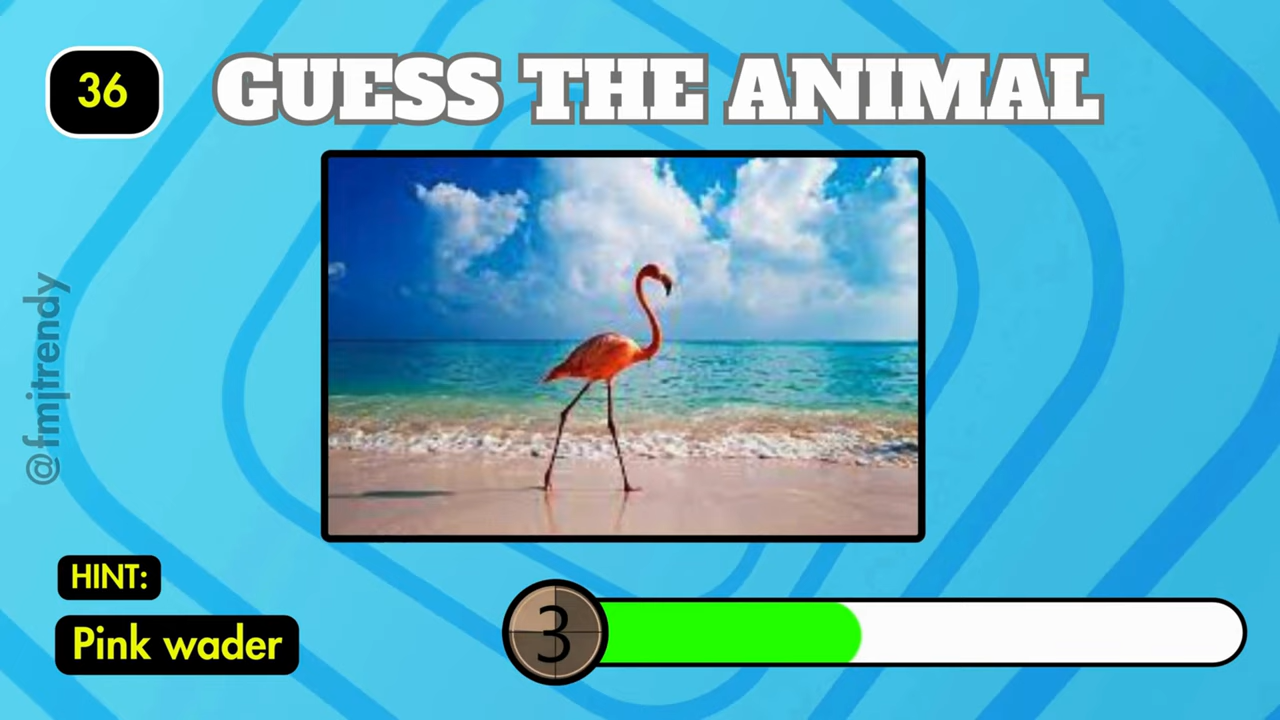 36
GUESS THE ANIMAL
@fmjtrendy
HINT:
Pink wader
3